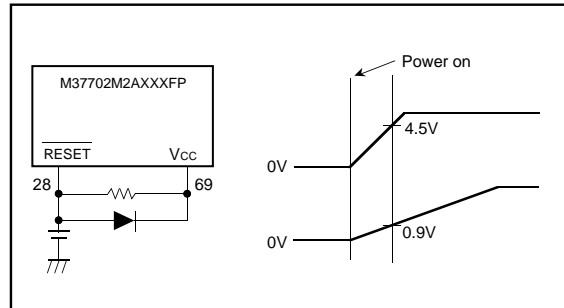 Power on
M37702M2AXXXFP
RESET
VCC
28
69
0V
4.5V
0V
0.9V